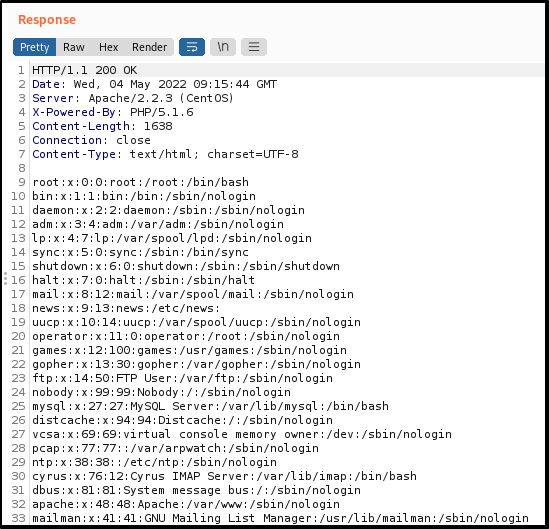 Response
Pretty Raw Hex Render \n
1 HTTP/1.1 200 OK
2 Date: Wed, 04 May 2022 09:15:44 GMT
3 Server: Apache/2.2.3 (CentOS)
4 X-Powered-By: PHP/5.1.6
5 Content-Length: 1638
6 Connection: close
7 Content-Type: text/html; charset=UTF-8
8
9 root:x:0:0:root:/root:/bin/bash
10 bin:x:1:1:bin:/bin:/sbin/nologin
11 daemon:x:2:2:daemon:/sbin:/sbin/nologin
12 adm:x:3:4:adm:/var/adm:/sbin/nologin
13 lp:x:4:7:lp:/var/spool/lpd:/sbin/nologin
14 sync:x:5:0:sync:/sbin:/bin/sync
15 shutdown:x:6:0:shutdown:/sbin:/sbin/shutdown
16 halt:x:7:0:halt:/sbin:/sbin/halt
17 mail:x:8:12:mail:/var/spool/mail:/sbin/nologin
18 news:x:9:13:news:/etc/news:
19 uucp:x:10:14:uucp:/var/spool/uucp:/sbin/nologin
20 operator:x:11:0:operator:/root:/sbin/nologin
21 games:x:12:100:games:/usr/games:/sbin/nologin
22 gopher:x:13:30:gopher:/var/gopher:/sbin/nologin
23 ftp:x:14:50:FTP User:/var/ftp:/sbin/nologin
24 nobody:x:99:99:Nobody:/:/sbin/nologin
25 mysql:x:27:27:MySQL Server:/var/lib/mysql:/bin/bash
26 distcache:x:94:94:Distcache:/:/sbin/nologin
27 vcsa:x:69:69:virtual console memory owner:/dev:/sbin/nologin
28 pcap:x:77:77::/var/arpwatch:/sbin/nologin
29 ntp:x:38:38::/etc/ntp:/sbin/nologin
30 cyrus:x:76:12:Cyrus IMAP Server:/var/lib/imap:/bin/bash
31 dbus:x:81:81:System message bus:/:/sbin/nologin
32 apache:x:48:48:Apache:/var/www:/sbin/nologin
33 mailman:x:41:41:GNU Mailing List Manager:/usr/lib/mailman:/sbin/nologin